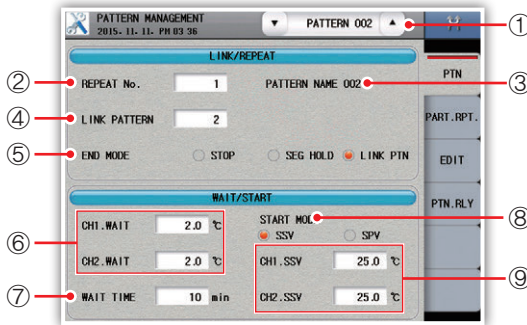 PATTERN MANAGEMENT
2015. 11. 11. PM 03 36
▼ PATTERN 002 ▲
①
LINK/REPEAT
② REPEAT No. 1 PATTERN NAME 002 ③
④ LINK PATTERN 2
⑤ END MODE STOP SEG HOLD LINK PTN
PTN
PART.RPT.
EDIT
PTN.RLY
WAIT/START
⑥ CH1.WAIT 2.0 ℃
CH2.WAIT 2.0 ℃
⑦ WAIT TIME 10 min
START MOD ⑧
SSV SPV
CH1.SSV 25.0 ℃ ⑨
CH2.SSV 25.0 ℃